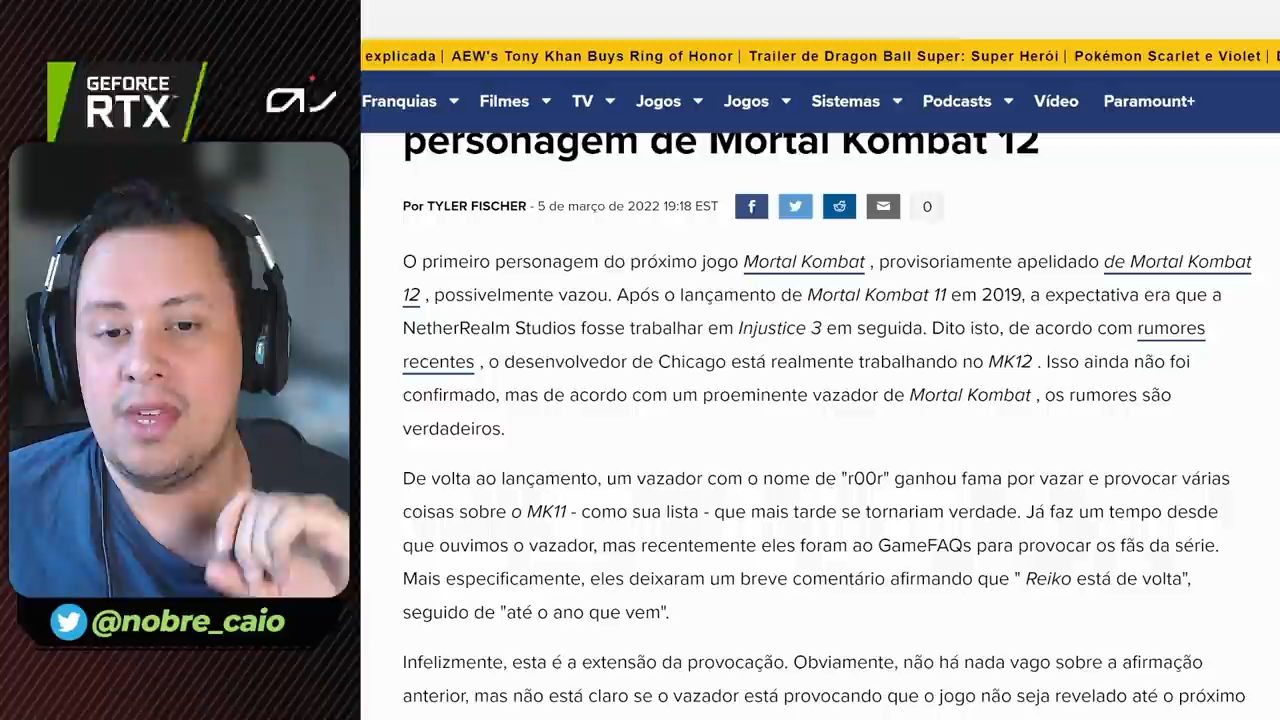 explicada | AEW's Tony Khan Buys Ring of Honor | Trailer de Dragon Ball Super: Super Herói | Pokémon Scarlet e Violet |
GEFORCE
RTX
Franquias Filmes TV Jogos Jogos Sistemas Podcasts Vídeo Paramount+
personagem de Mortal Kombat 12
Por TYLER FISCHER - 5 de março de 2022 19:18 EST 0
O primeiro personagem do próximo jogo Mortal Kombat , provisoriamente apelidado de Mortal Kombat
12 , possivelmente vazou. Após o lançamento de Mortal Kombat 11 em 2019, a expectativa era que a
NetherRealm Studios fosse trabalhar em Injustice 3 em seguida. Dito isto, de acordo com rumores
recentes , o desenvolvedor de Chicago está realmente trabalhando no MK12 . Isso ainda não foi
confirmado, mas de acordo com um proeminente vazador de Mortal Kombat , os rumores são
verdadeiros.
De volta ao lançamento, um vazador com o nome de "r00r" ganhou fama por vazar e provocar várias
coisas sobre o MK11 - como sua lista - que mais tarde se tornariam verdade. Já faz um tempo desde
que ouvimos o vazador, mas recentemente eles foram ao GameFAQs para provocar os fãs da série.
Mais especificamente, eles deixaram um breve comentário afirmando que " Reiko está de volta",
seguido de "até o ano que vem".
@nobre_caio
Infelizmente, esta é a extensão da provocação. Obviamente, não há nada vago sobre a afirmação
anterior, mas não está claro se o vazador está provocando que o jogo não seja revelado até o próximo